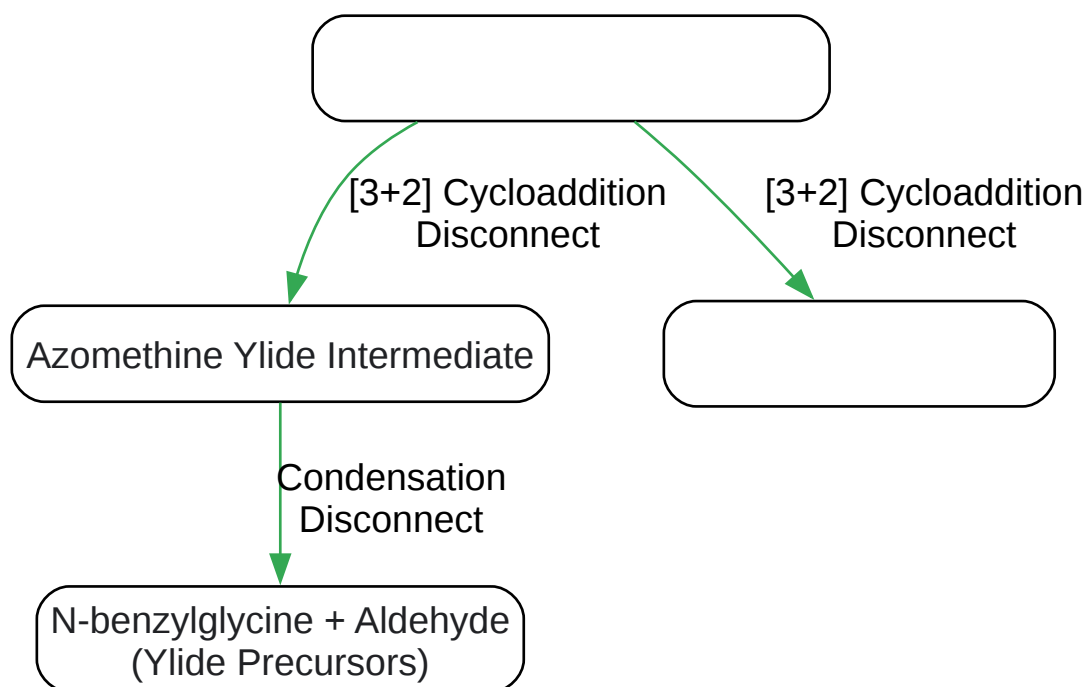 [3+2] Cycloaddition
Disconnect
[3+2] Cycloaddition
Disconnect
Azomethine Ylide Intermediate
Condensation
Disconnect
N-benzylglycine + Aldehyde
(Ylide Precursors)